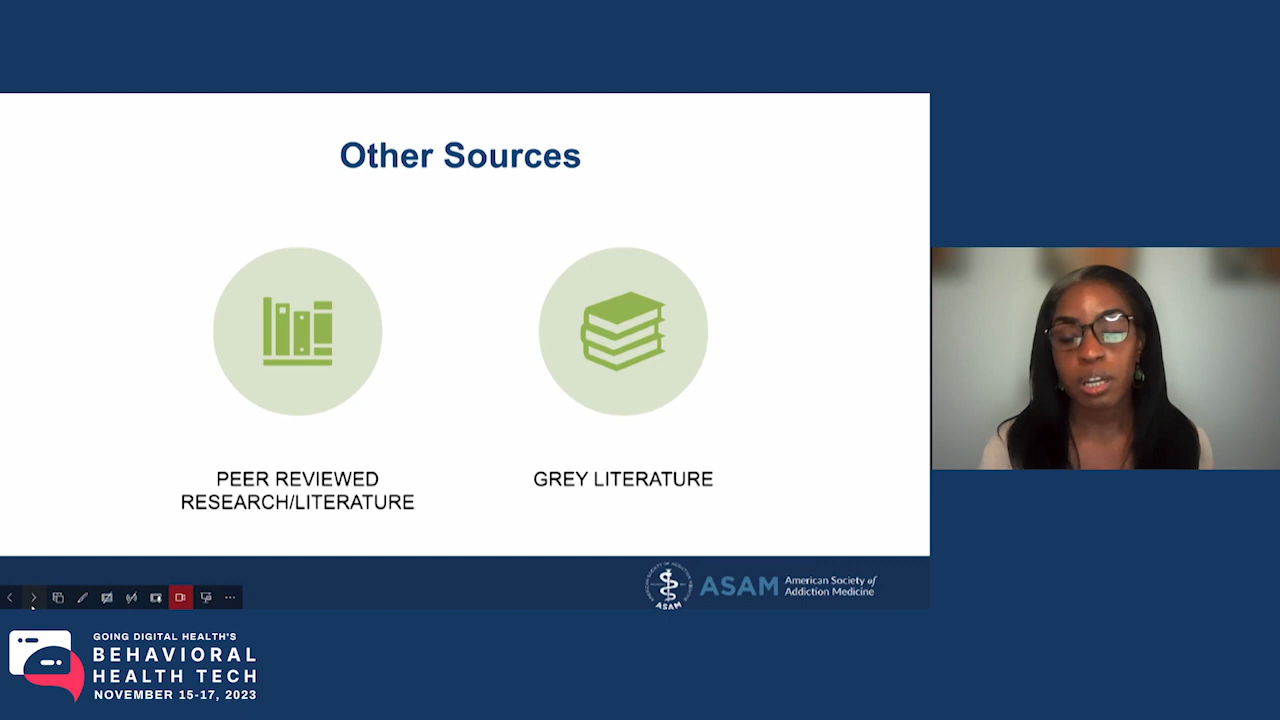 Other Sources
PEER REVIEWED
RESEARCH/LITERATURE
GREY LITERATURE
ASAM
ASAM
American Society of
Addiction Medicine
GOING DIGITAL HEALTH'S
BEHAVIORAL
HEALTH TECH
NOVEMBER 15-17, 2023